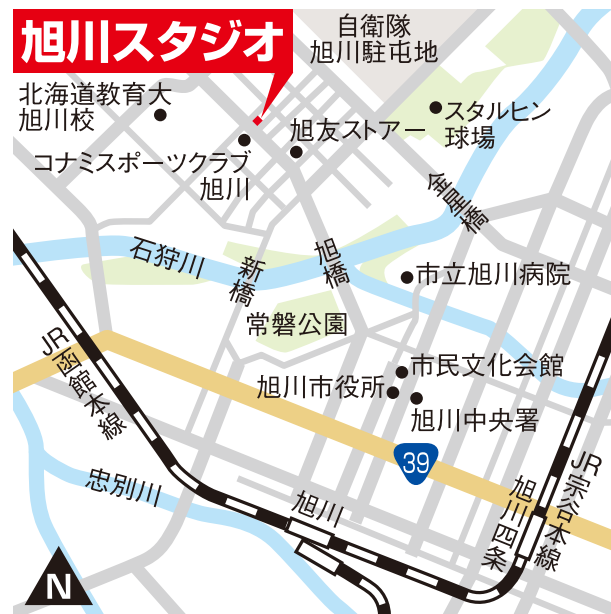 旭川スタジオ
自衛隊
旭川駐屯地
北海道教育大
旭川校
スタルヒン
球場
旭友ストアー
コナミスポーツクラブ
旭川
金星橋
石狩川
新橋
旭橋
市立旭川病院
常磐公園
JR函館本線
市民文化会館
旭川市役所
旭川中央署
39
忠別川
旭川
旭川四条
JR宗谷本線
N